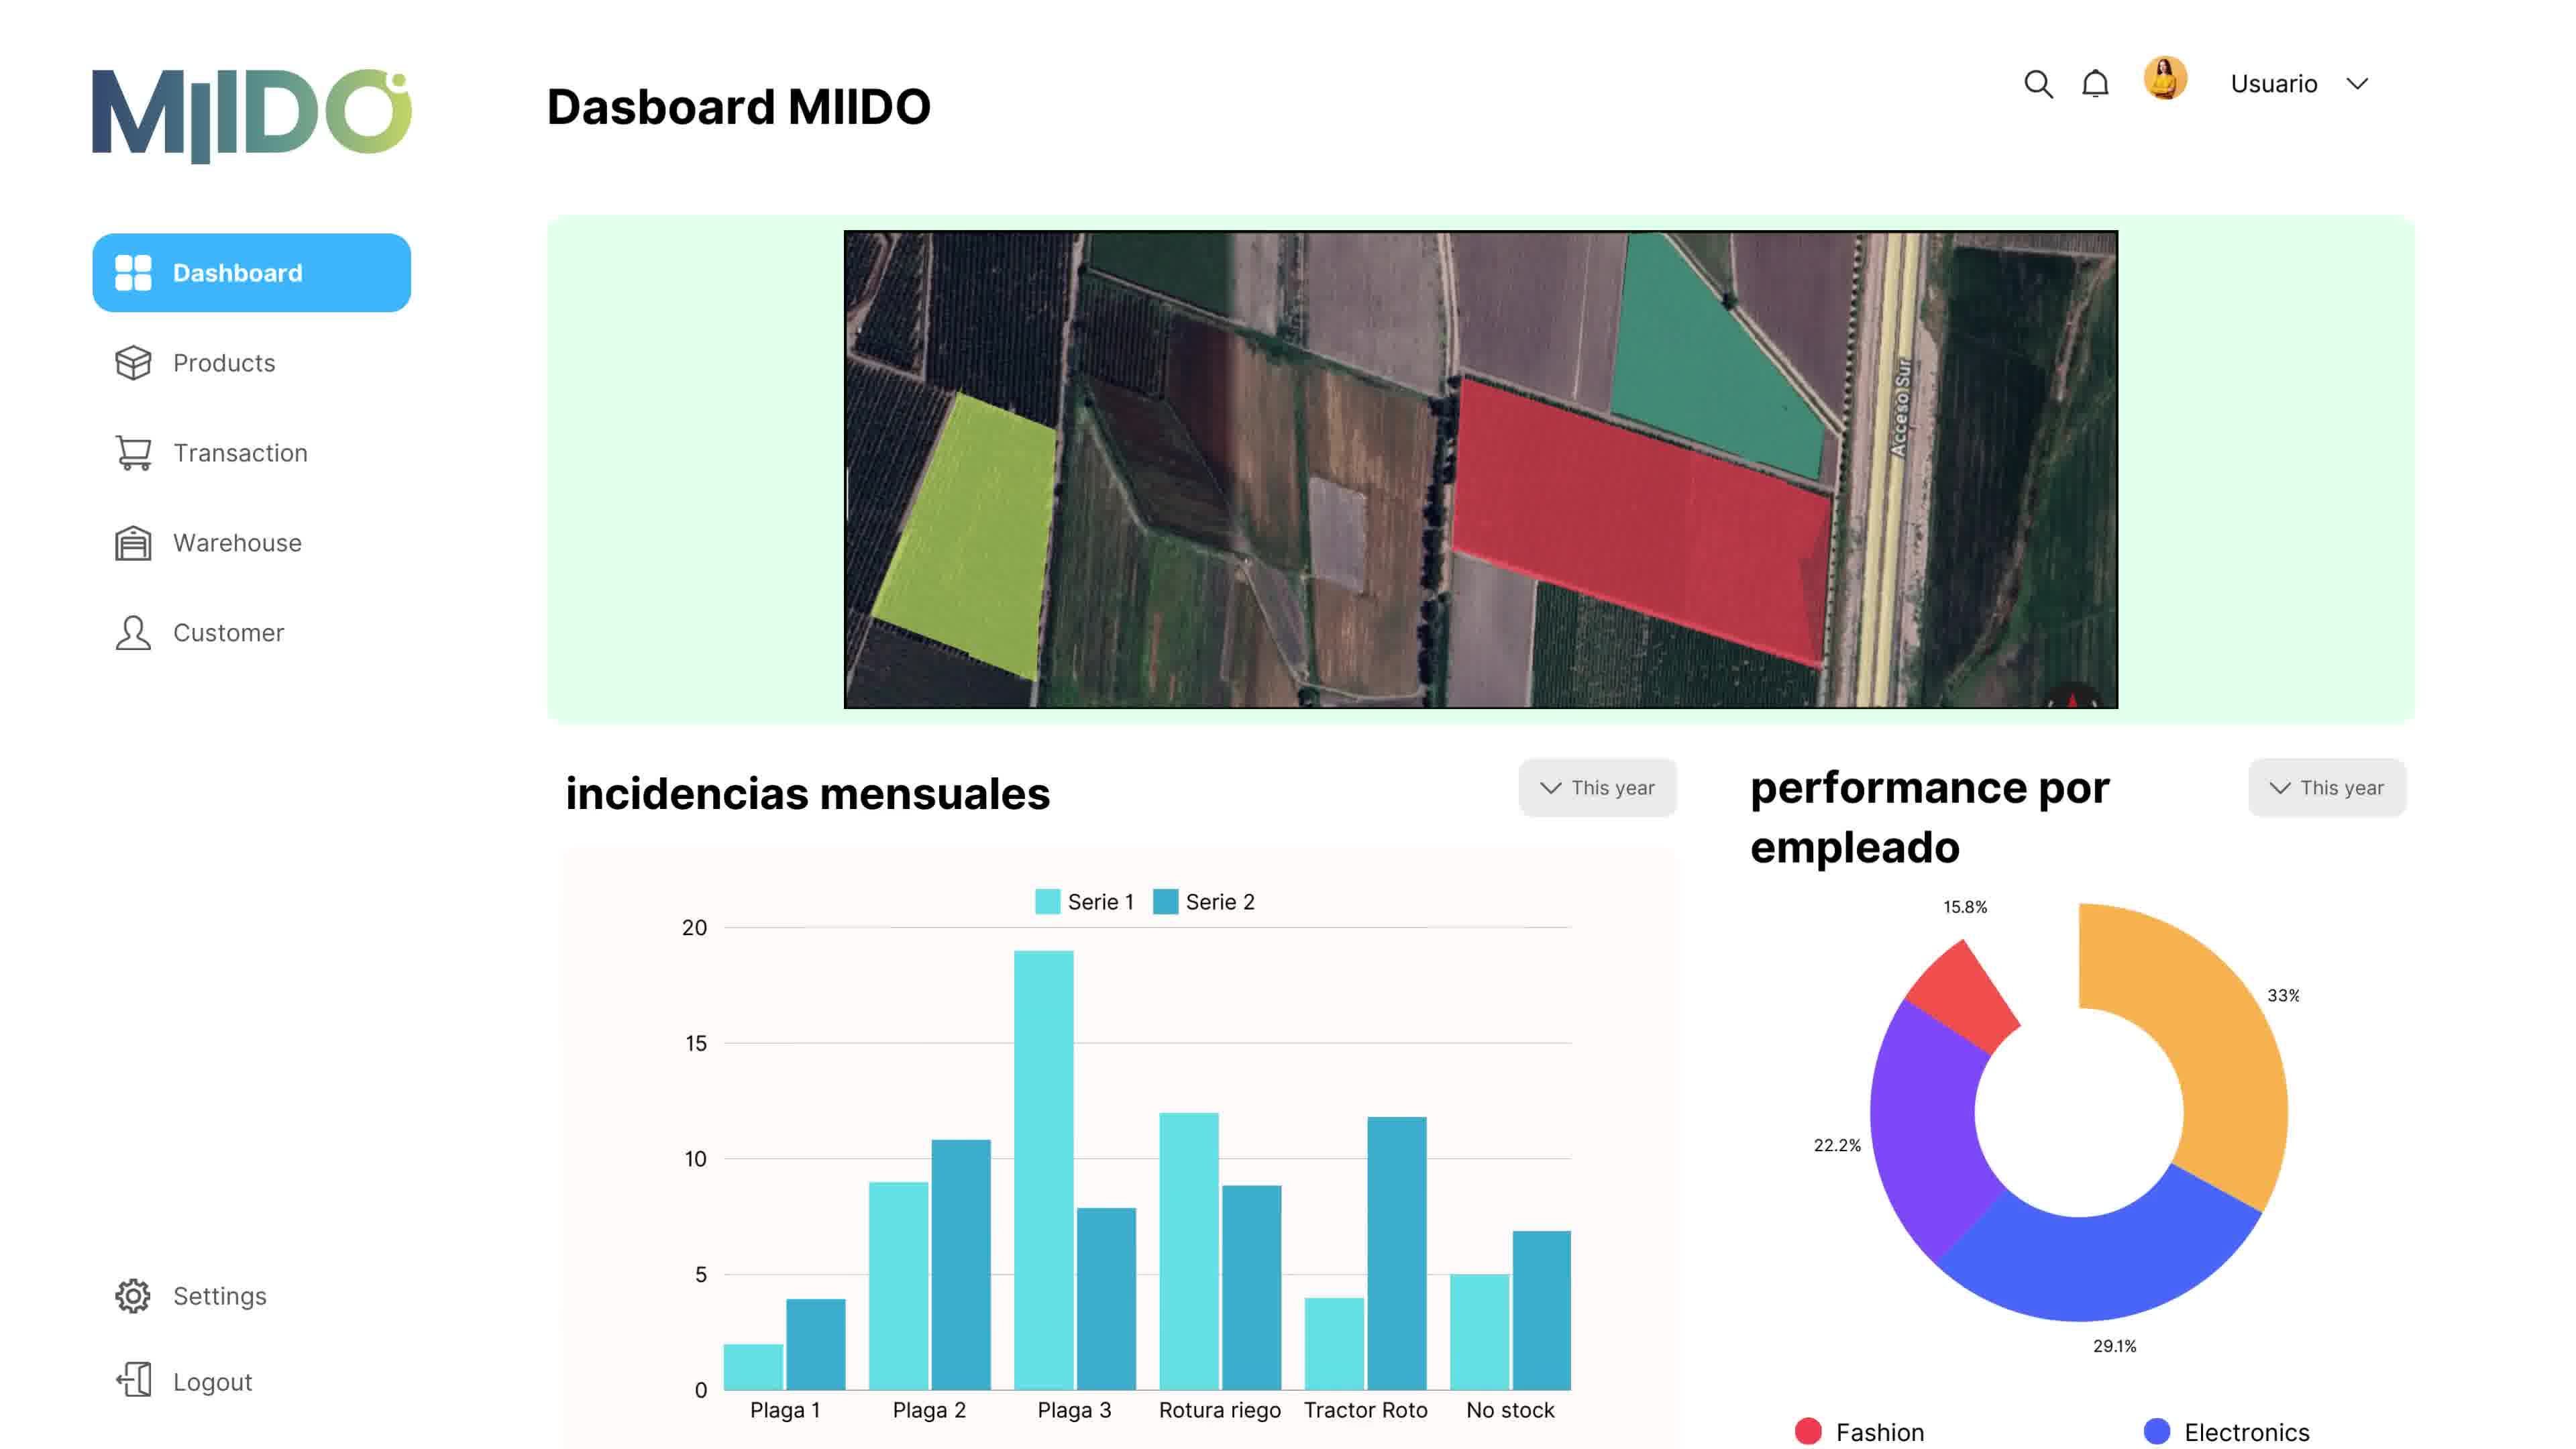 MIIDO
Dasboard MIIDO
Usuario
Dashboard
Products
Transaction
Warehouse
Customer
Settings
Logout
Acceso Sur
incidencias mensuales
This year
Serie 1
Serie 2
20
15
10
5
0
Plaga 1
Plaga 2
Plaga 3
Rotura riego
Tractor Roto
No stock
performance por
empleado
This year
15.8%
33%
22.2%
29.1%
Fashion
Electronics